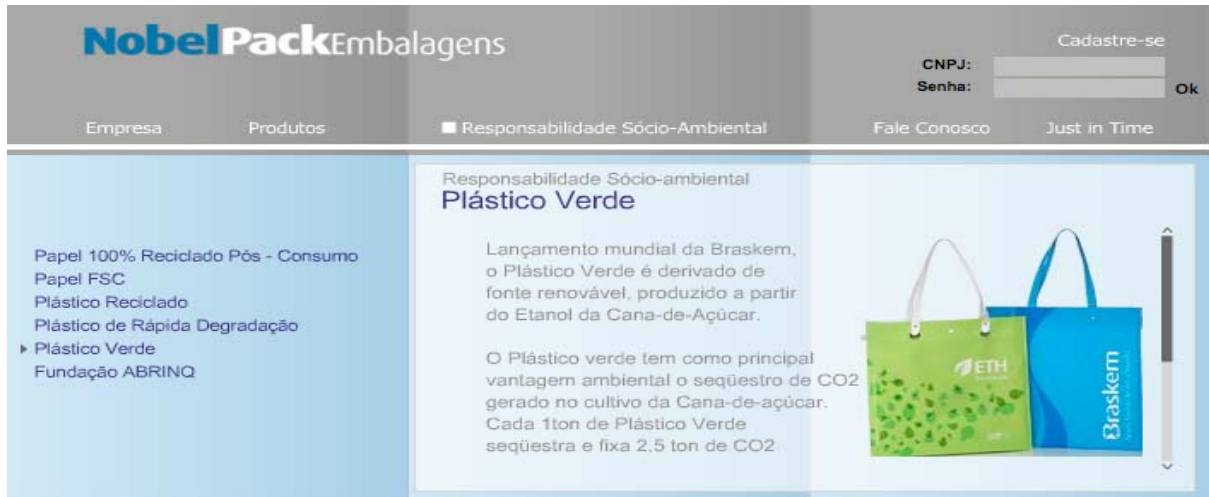 NobelPackEmbalagens
Cadastre-se
CNPJ:
Senha:
Ok
Empresa
Produtos
Responsabilidade Sócio-Ambiental
Fale Conosco
Just in Time
Papel 100% Reciclado Pós - Consumo
Papel FSC
Plástico Reciclado
Plástico de Rápida Degradação
Plástico Verde
Fundação ABRINQ
Responsabilidade Sócio-ambiental
Plástico Verde
Lançamento mundial da Braskem,
o Plástico Verde é derivado de
fonte renovável, produzido a partir
do Etanol da Cana-de-Açúcar.
O Plástico verde tem como principal
vantagem ambiental o seqüestro de CO2
gerado no cultivo da Cana-de-açúcar.
Cada 1ton de Plástico Verde
seqüestra e fixa 2,5 ton de CO2
ETH
Braskem